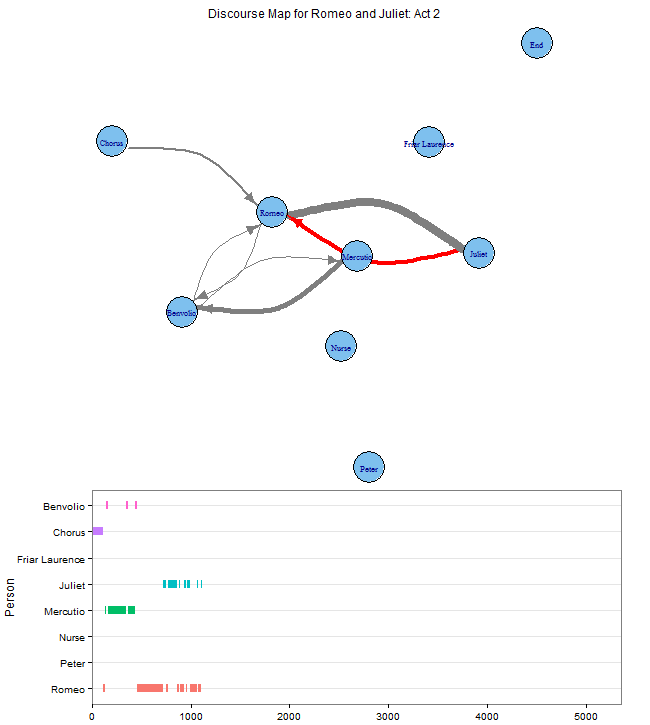 Discourse Map for Romeo and Juliet: Act 2
End
Chorus
Friar Laurence
Romeo
Mercutio
Juliet
Benvolio
Nurse
Peter
Person
Benvolio
Chorus
Friar Laurence
Juliet
Mercutio
Nurse
Peter
Romeo
0 1000 2000 3000 4000 5000